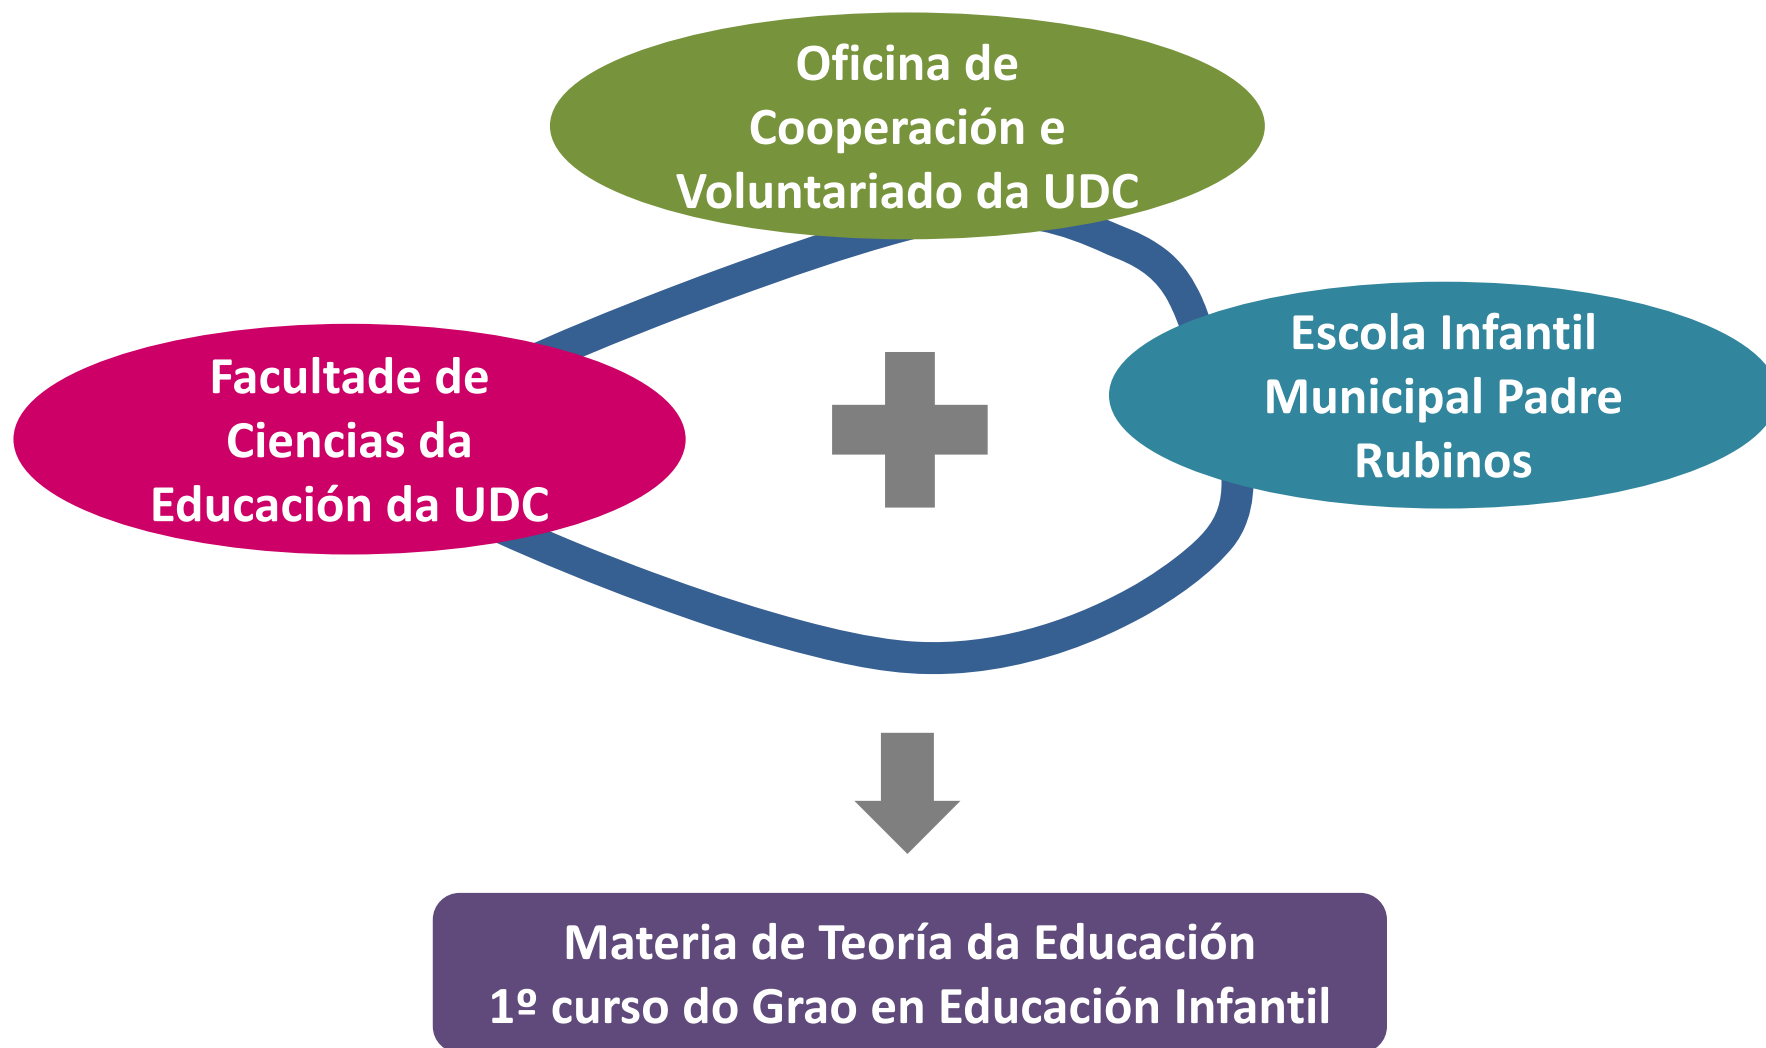 Oficina de
Cooperación e
Voluntariado da UDC
Facultade de
Ciencias da
Educación da UDC
Escola Infantil
Municipal Padre
Rubinos
Materia de Teoría da Educación
1º curso do Grao en Educación Infantil